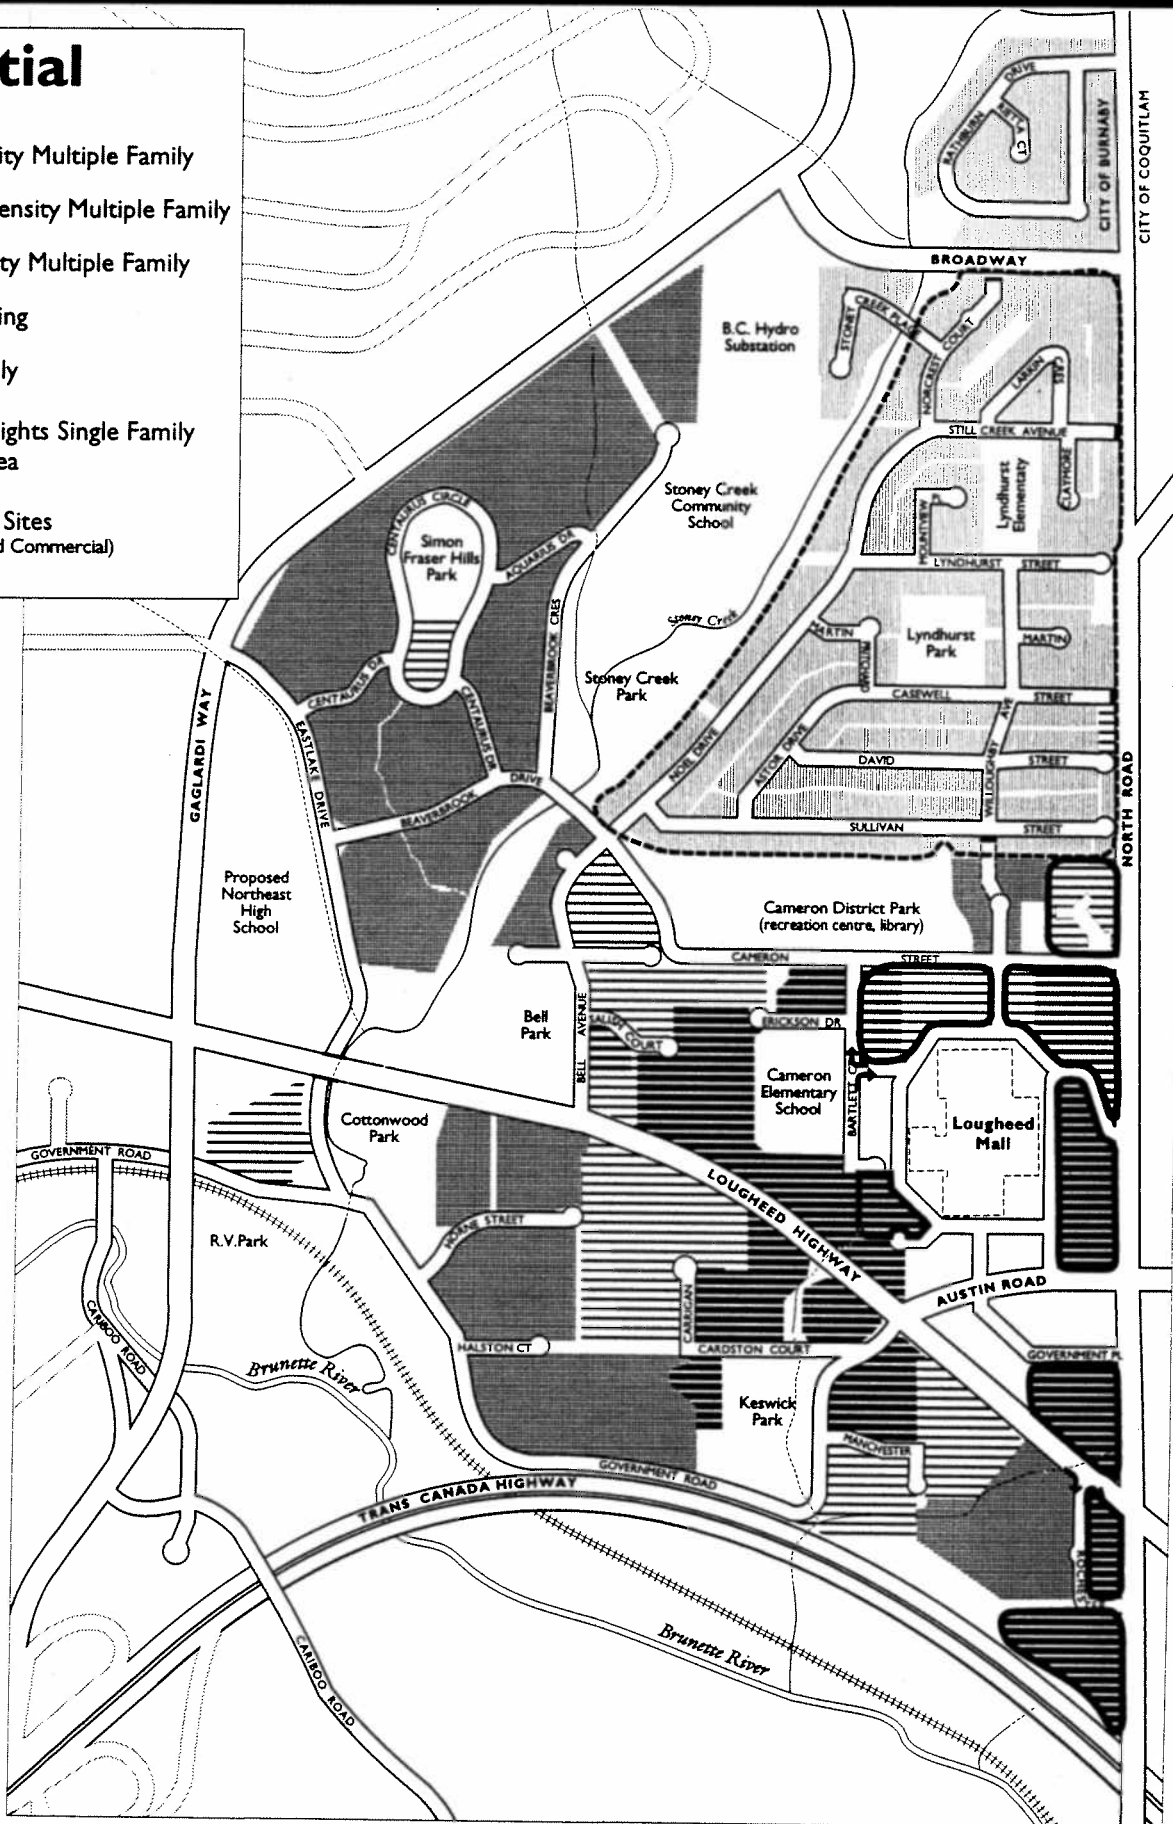 tial
ity Multiple Family
ensity Multiple Family
ty Multiple Family
ing
ly
ights Single Family
ea
Sites
d Commercial)
DRIVE
RATHBURN
CT
CITY OF BURNABY
CITY OF COQUITLAM
BROADWAY
B.C. Hydro
Substation
STONEY
CREEK PLACE
NORCREST
COURT
LARKIN
STILL CREEK AVENUE
CLAYMORE
Lyndhurst
Elementary
Stoney Creek
Community
School
CENTAURUS CIRCLE
Simon
Fraser Hills
Park
AQUARIUS DR
LYNDHURST STREET
BEAVERBROOK CRES
Stoney Creek
MARTIN
Lyndhurst
Park
MARTIN
Stoney Creek
Park
CENTAURUS DR
CENTAURUS DR
CASEWELL STREET
GAGLARDI WAY
EASTLAKE DRIVE
NOEL DRIVE
ASTOR DRIVE
WILLOUGHBY AVE
DAVID STREET
BEAVERBROOK DRIVE
NORTH ROAD
SULLIVAN STREET
Proposed
Northeast
High
School
Cameron District Park
(recreation centre, library)
CAMERON STREET
Bell
Park
BELL AVENUE
SALISH COURT
ERICKSON DR
Cameron
Elementary
School
BARTLETT
Lougheed
Mall
Cottonwood
Park
GOVERNMENT ROAD
LOUGHEED HIGHWAY
R.V.Park
HORNE STREET
AUSTIN ROAD
CARIBOO ROAD
CARRIGAN
HALSTON CT
CARDSTON COURT
GOVERNMENT PL
Brunette River
Keswick
Park
MANCHESTER
GOVERNMENT ROAD
TRANS CANADA HIGHWAY
Brunette River
CARIBOO ROAD